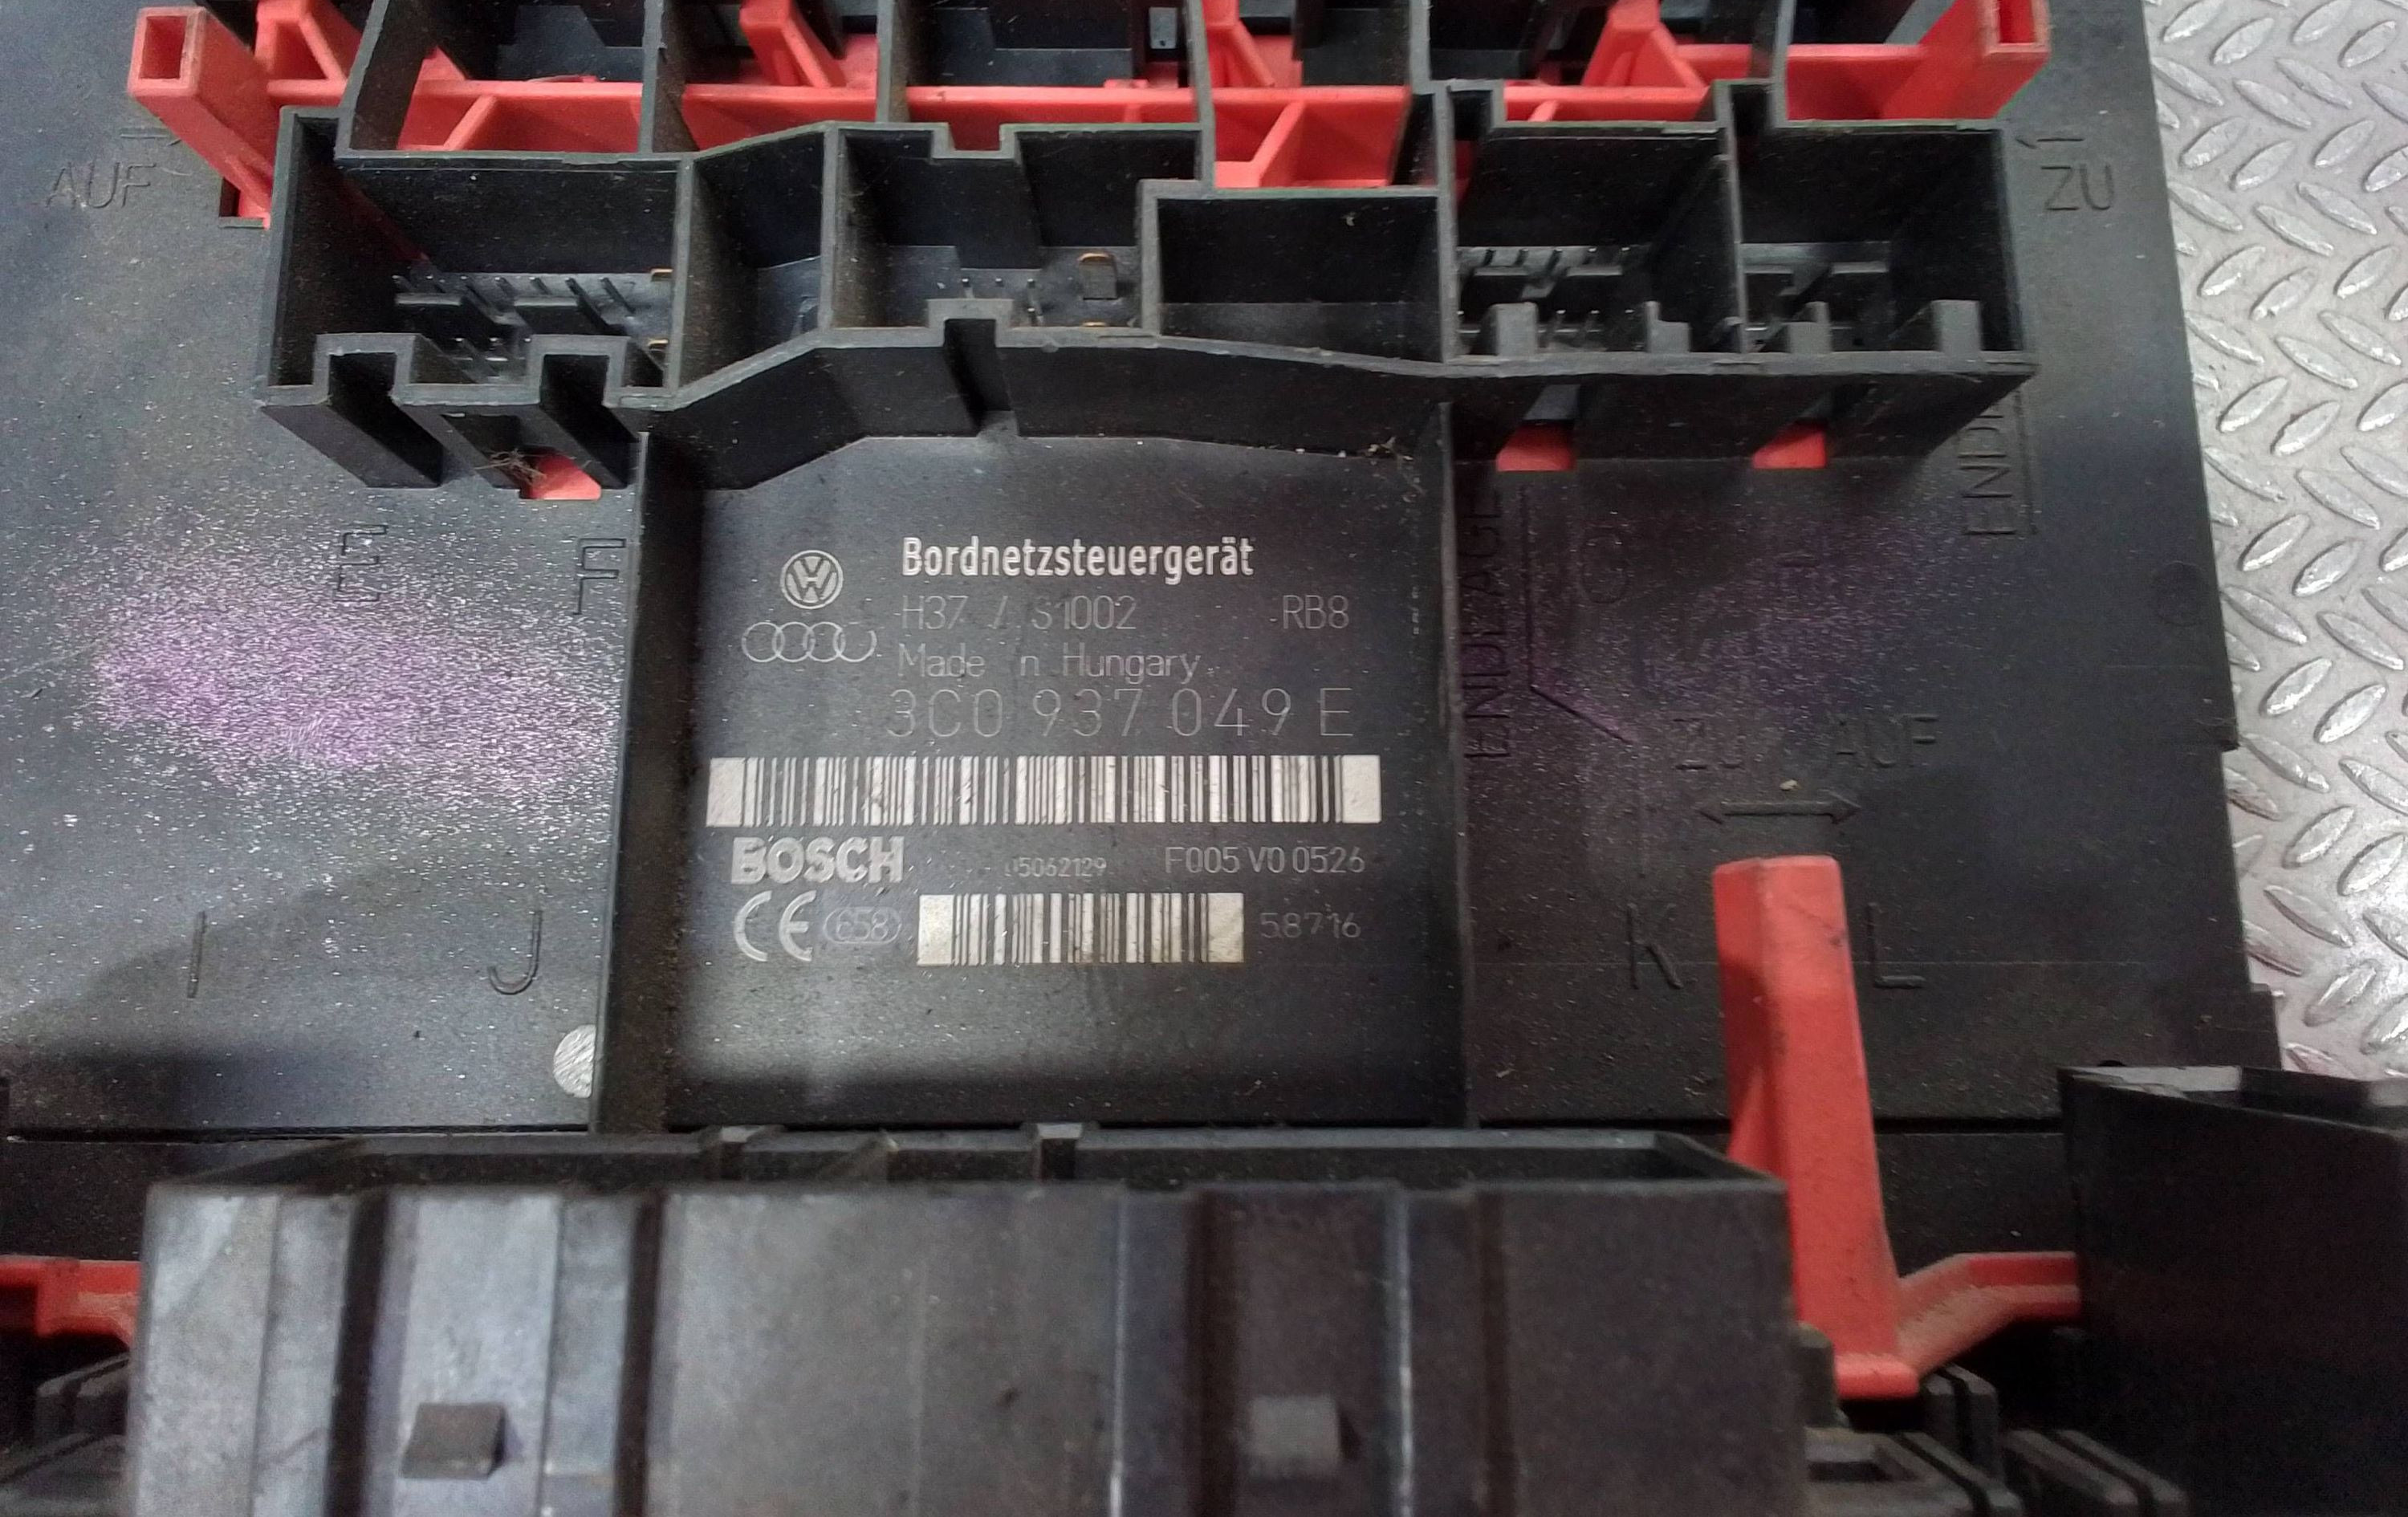 AUF
ZU
E
F
G
ENDLAGE
Bordnetzsteuergerät
H37 / S1002 RB8
Made in Hungary
3C0 937 049 E
ZU AUF
BOSCH 05062129 F005 V0 0526
CE 658 58716
I
J
K
L